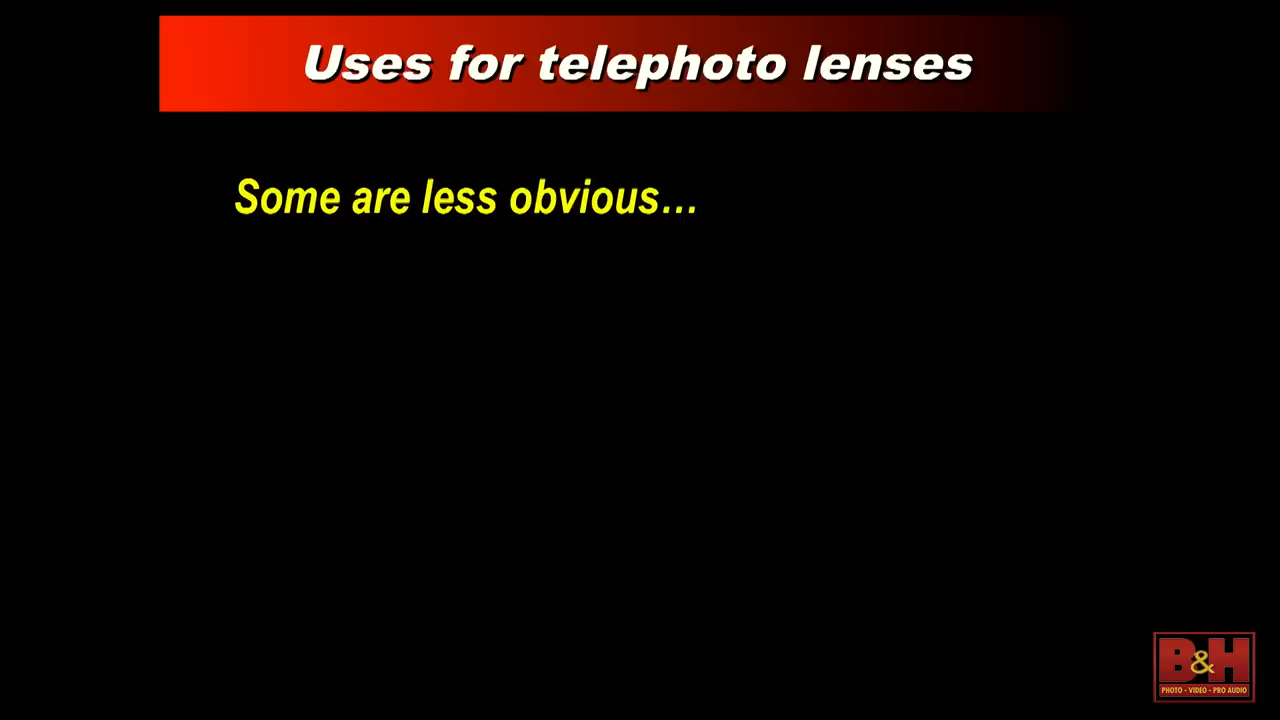 Uses for telephoto lenses
Some are less obvious...
B&H
PHOTO - VIDEO - PRO AUDIO